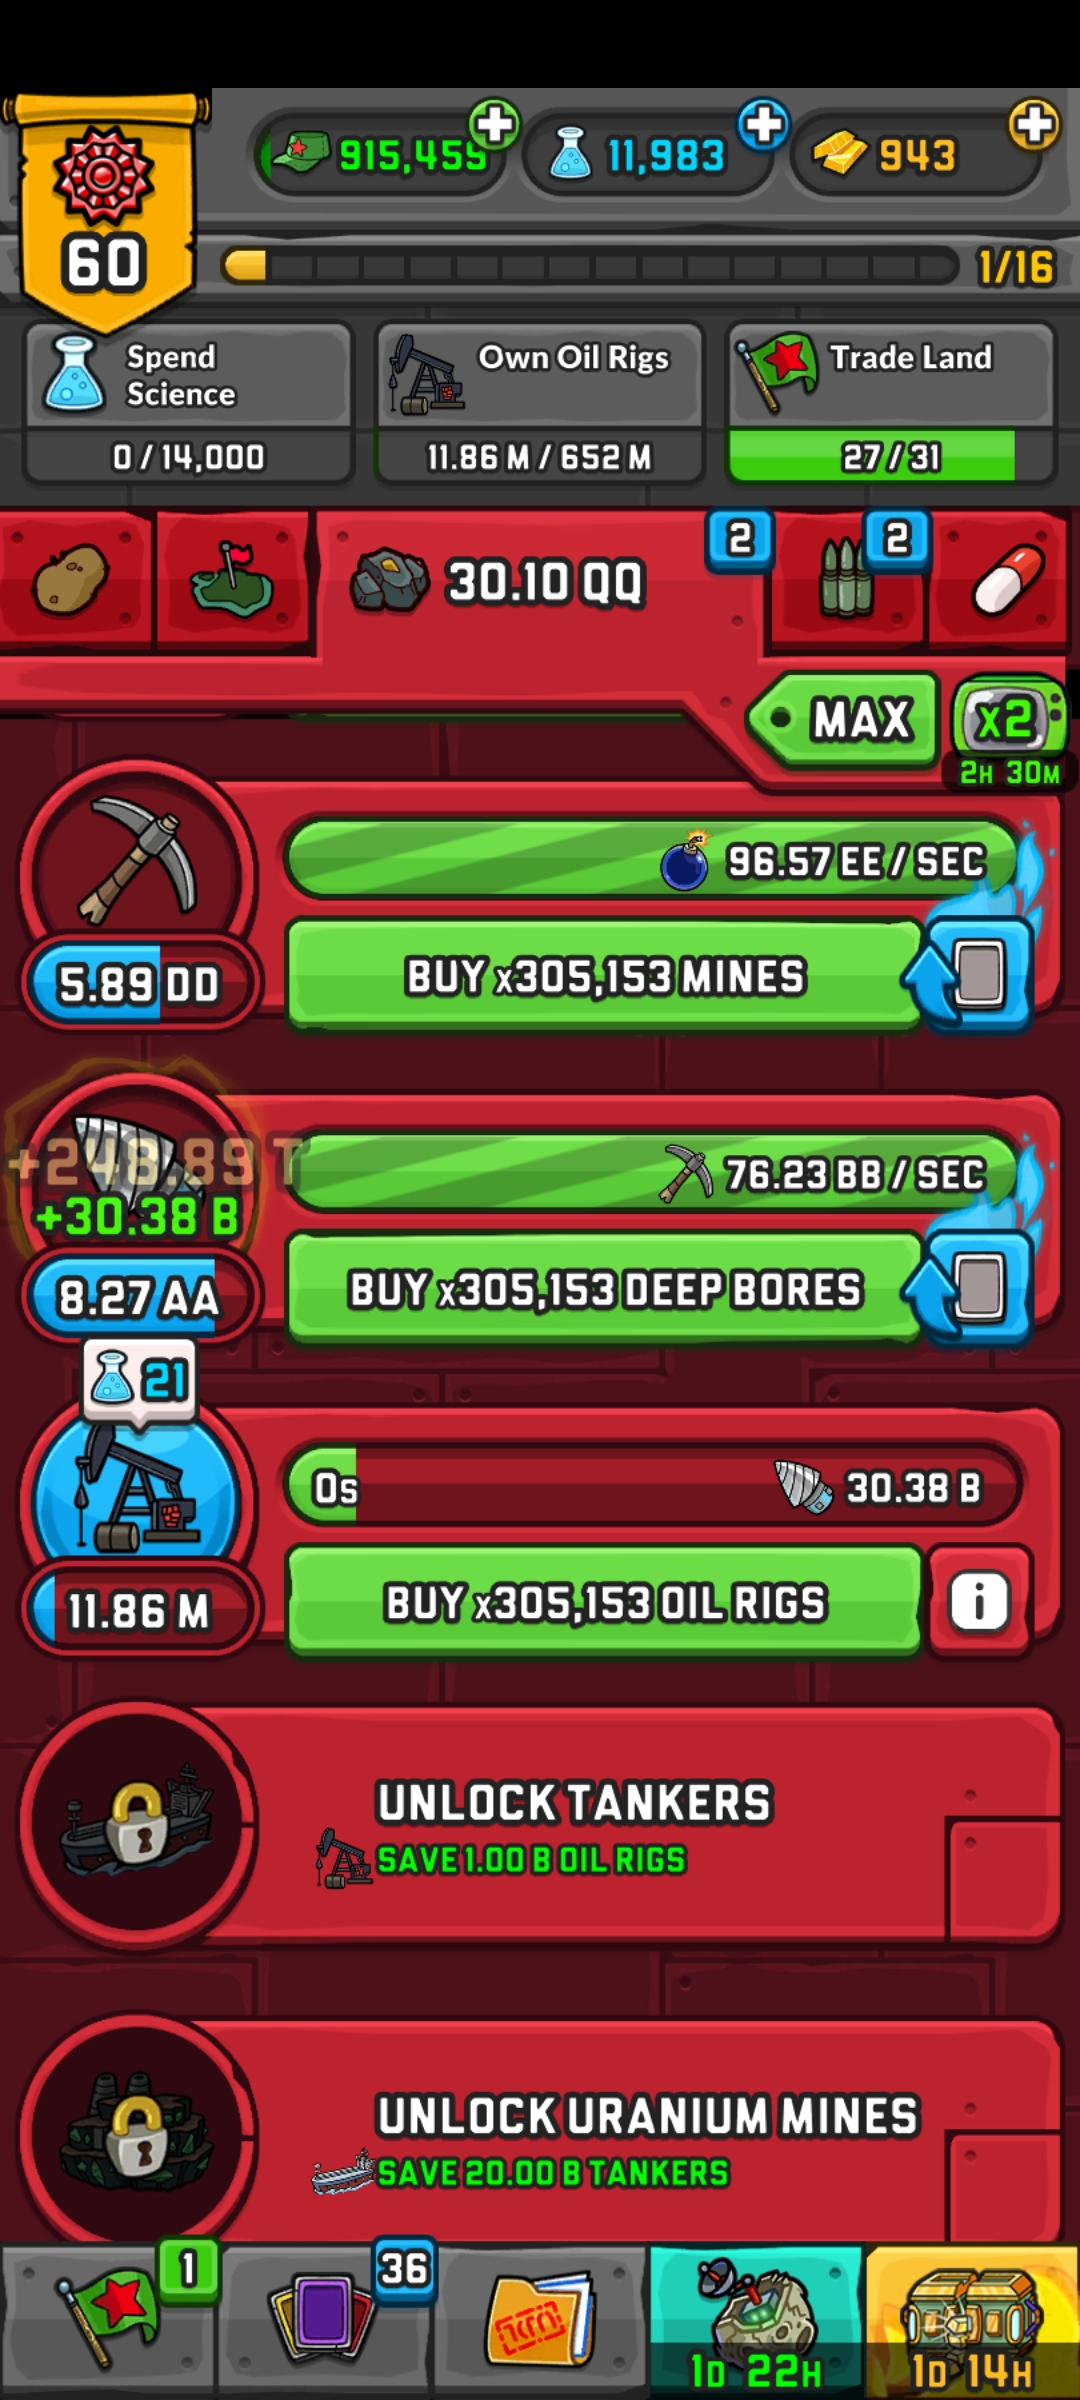 60
915,459
11,983
943
1/16
Spend
Science
0/14,000
Own Oil Rigs
11.86 M/652 M
Trade Land
27/31
30.10 QQ
2
2
MAX
x2
2H 30M
96.57 EE/SEC
5.89 DD
BUY x305,153 MINES
+248.89 T
+30.38 B
76.23 BB/SEC
8.27 AA
BUY x305,153 DEEP BORES
21
0s
30.38 B
11.86 M
BUY x305,153 OIL RIGS
i
UNLOCK TANKERS
SAVE 1.00 B OIL RIGS
UNLOCK URANIUM MINES
SAVE 20.00 B TANKERS
1
36
1D 22H
1D 14H